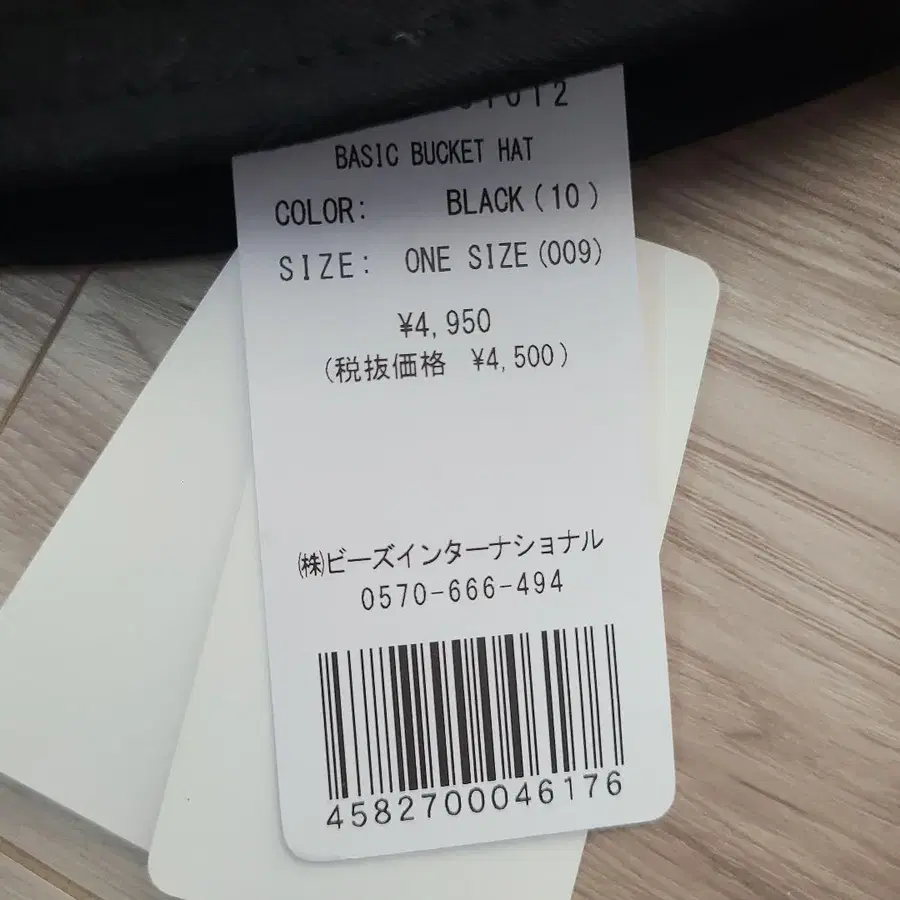 BASIC BUCKET HAT
COLOR: BLACK(10)
SIZE: ONE SIZE(009)
¥4,950
(税抜価格 ¥4,500)
㈱ビーズインターナショナル
0570-666-494
4582700046176